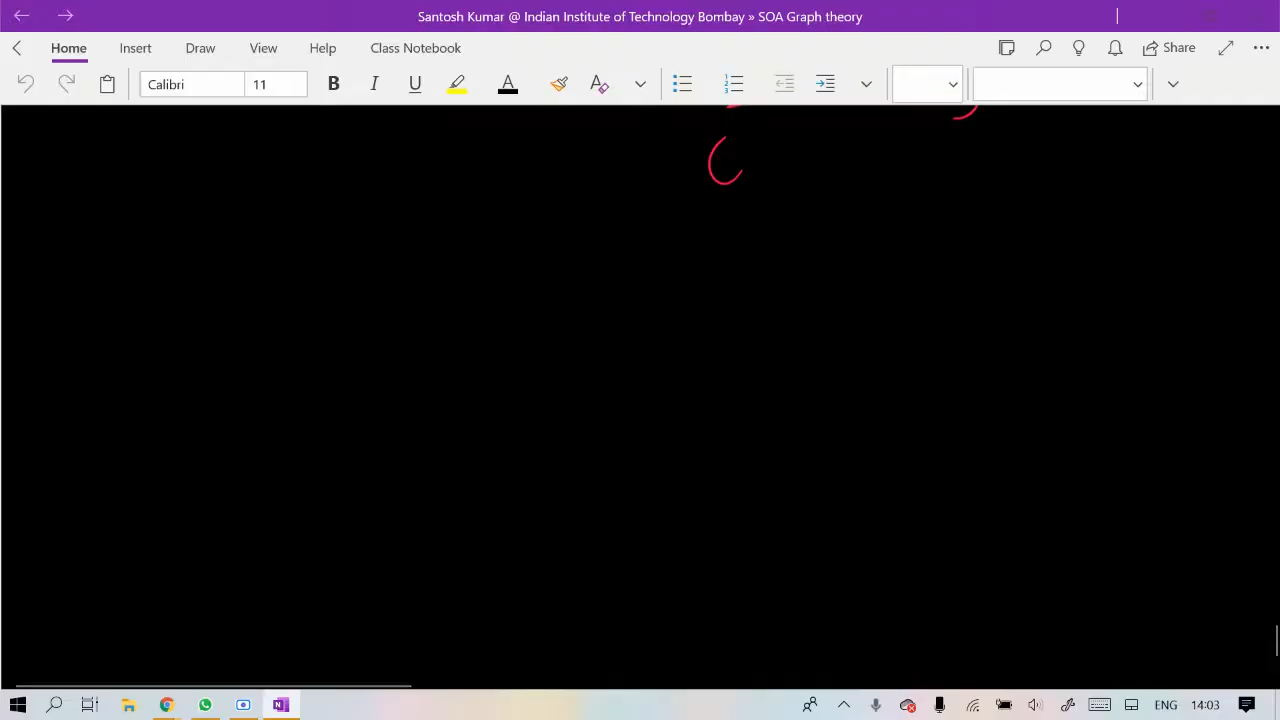 Santosh Kumar @ Indian Institute of Technology Bombay » SOA Graph theory
Home Insert Draw View Help Class Notebook Share
Calibri 11 B I U A
C
ENG 14:03